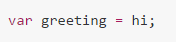 var greeting = hi;